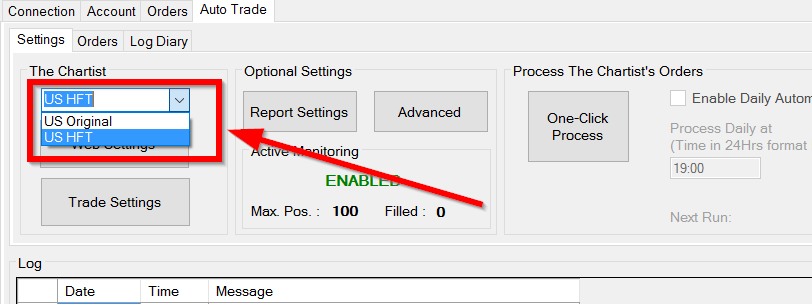 Connection Account Orders Auto Trade
Settings Orders Log Diary
The Chartist
US HFT
US Original
US HFT
Web Settings
Trade Settings
Optional Settings
Report Settings Advanced
Active Monitoring
ENABLED
Max. Pos. : 100 Filled : 0
Process The Chartist's Orders
One-Click
Process
Enable Daily Autom
Process Daily at
(Time in 24Hrs format
19:00
Next Run:
Log
Date Time Message